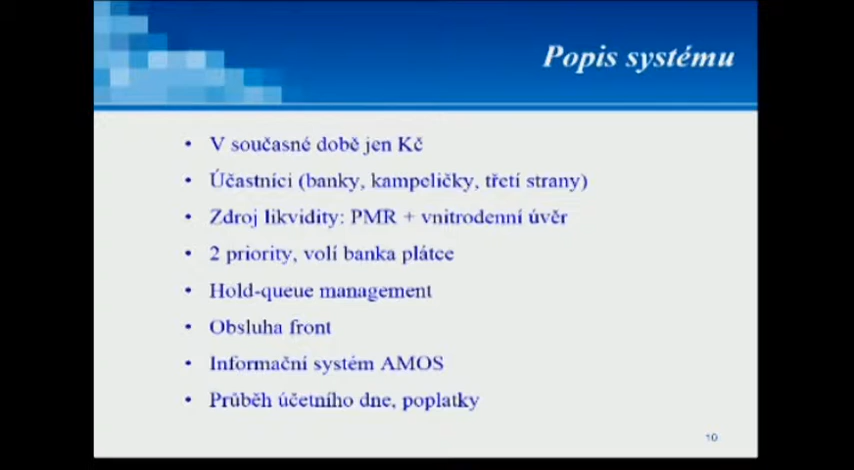 Popis systému
• V současné době jen Kč
• Účastníci (banky, kampeličky, třetí strany)
• Zdroj likvidity: PMR + vnitrodenní úvěr
• 2 priority, volí banka plátce
• Hold-queue management
• Obsluha front
• Informační systém AMOS
• Průběh účetního dne, poplatky
10